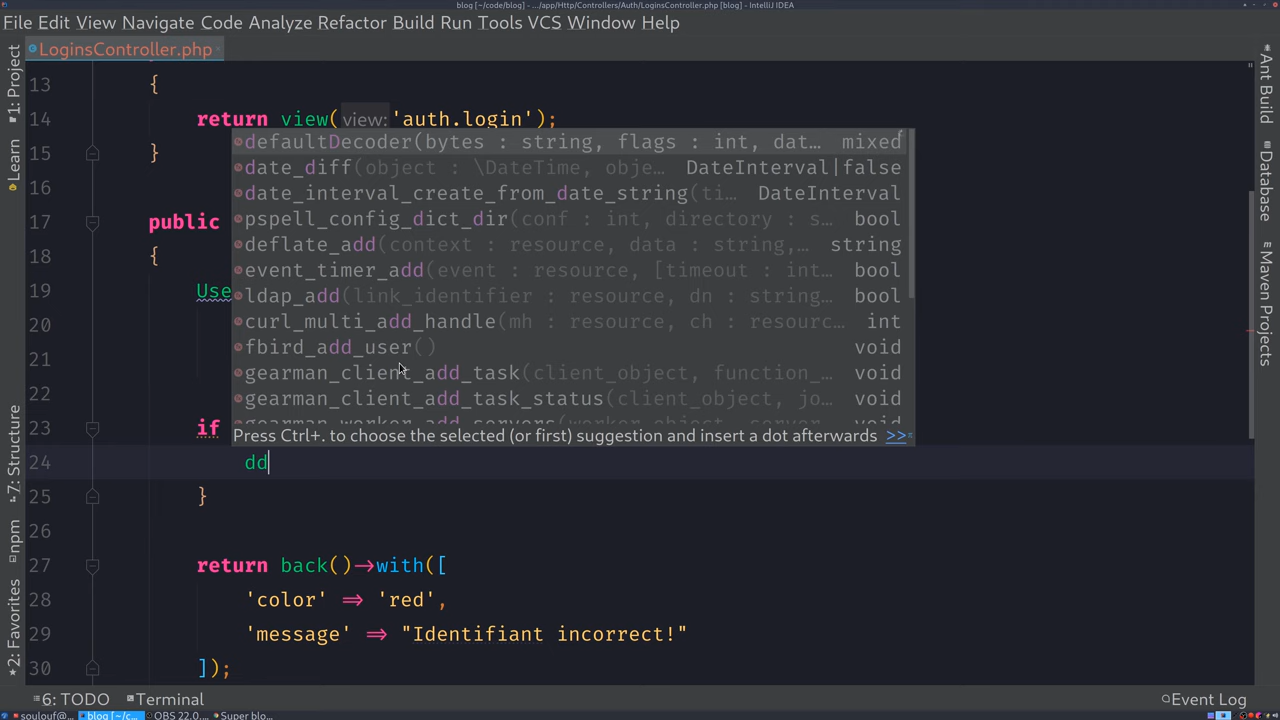 blog [~/code/blog] - .../app/Http/Controllers/Auth/LoginsController.php [blog] - IntelliJ IDEA
File Edit View Navigate Code Analyze Refactor Build Run Tools VCS Window Help
LoginsController.php
1: Project
Learn
7: Structure
npm
2: Favorites
Ant Build
Database
Maven Projects
13 {
14 return view( view: 'auth.login');
15 }
16
17 public
18 {
19 Use
20
21
22
23 if
24 dd
25 }
26
27 return back()→with([
28 'color' ⇒ 'red',
29 'message' ⇒ "Identifiant incorrect!"
30 ]);
defaultDecoder(bytes : string, flags : int, dat… mixed
date_diff(object : \DateTime, obje… DateInterval|false
date_interval_create_from_date_string(ti… DateInterval
pspell_config_dict_dir(conf : int, directory : s… bool
deflate_add(context : resource, data : string,… string
event_timer_add(event : resource, [timeout : int… bool
ldap_add(link_identifier : resource, dn : string… bool
curl_multi_add_handle(mh : resource, ch : resourc… int
fbird_add_user() void
gearman_client_add_task(client_object, function_… void
gearman_client_add_task_status(client_object, jo… void
Press Ctrl+. to choose the selected (or first) suggestion and insert a dot afterwards >>
6: TODO Terminal Event Log
soulouf@... blog [~/c... OBS 22.0... Super blo...